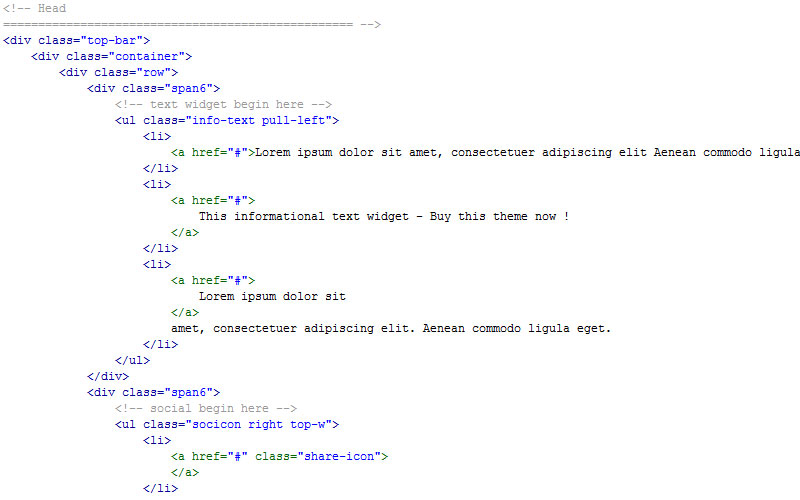 <!-- Head
================================================== -->
<div class="top-bar">
<div class="container">
<div class="row">
<div class="span6">
<!-- text widget begin here -->
<ul class="info-text pull-left">
<li>
<a href="#">Lorem ipsum dolor sit amet, consectetuer adipiscing elit Aenean commodo ligula
</li>
<li>
<a href="#">
This informational text widget - Buy this theme now !
</a>
</li>
<li>
<a href="#">
Lorem ipsum dolor sit
</a>
amet, consectetuer adipiscing elit. Aenean commodo ligula eget.
</li>
</ul>
</div>
<div class="span6">
<!-- social begin here -->
<ul class="socicon right top-w">
<li>
<a href="#" class="share-icon">
</a>
</li>